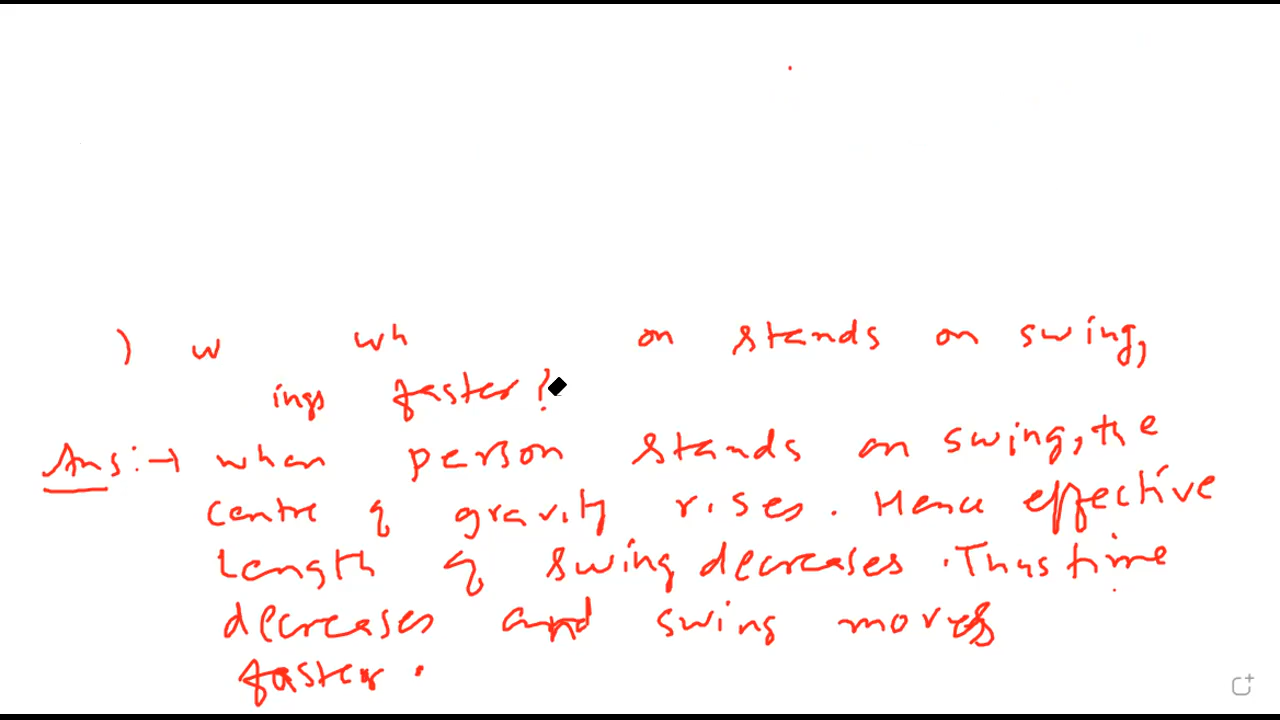 ) w wh on stands on swing,
ings faster?
Ans:→ when person stands on swing, the
centre of gravity rises. Hence effective
length of swing decreases. Thus time
decreases and swing moves
faster.